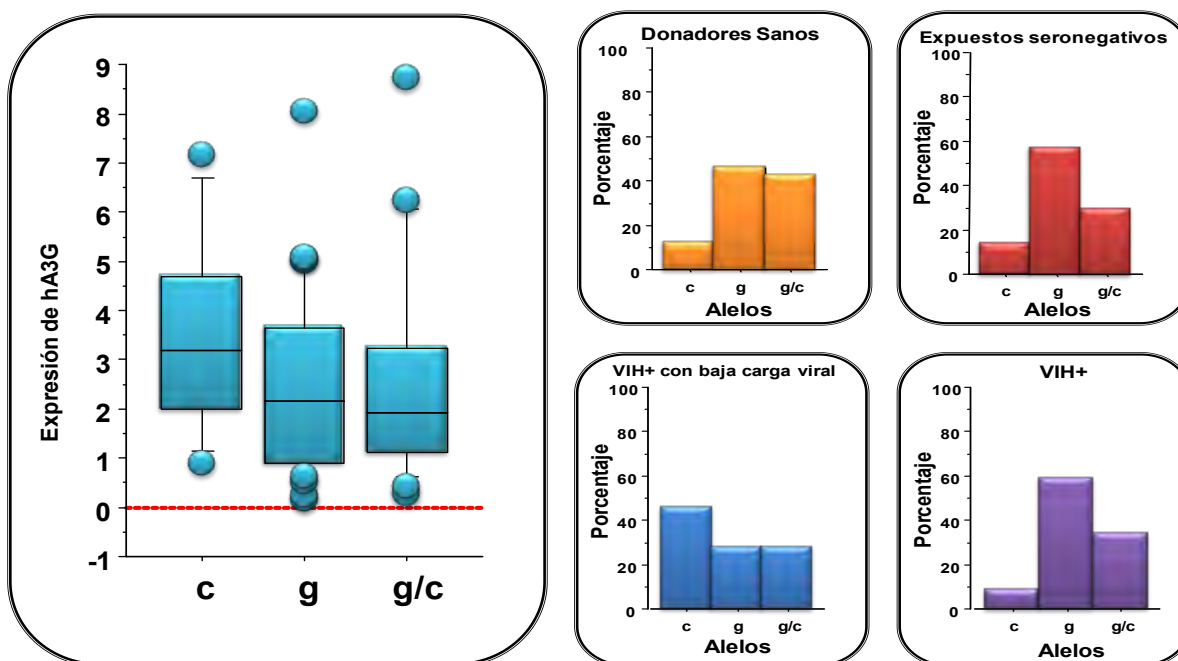 Expresión de hA3G
9
8
7
6
5
4
3
2
1
0
-1
c g g/c
Donadores Sanos
Porcentaje
100
80
60
40
20
0
c g g/c
Alelos
Expuestos seronegativos
Porcentaje
100
80
60
40
20
0
c g g/c
Alelos
VIH+ con baja carga viral
Porcentaje
100
80
60
40
20
0
c g g/c
Alelos
VIH+
Porcentaje
100
80
60
40
20
0
c g g/c
Alelos